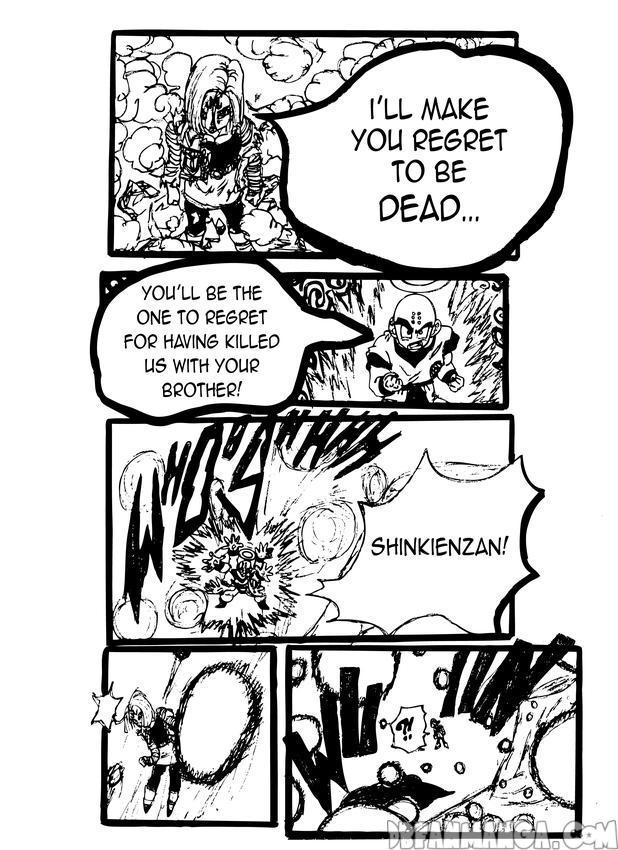 I'LL MAKE
YOU REGRET
TO BE
DEAD...
YOU'LL BE THE
ONE TO REGRET
FOR HAVING KILLED
US WITH YOUR
BROTHER!
SHINKIENZAN!
?!
DBFANMANGA.COM